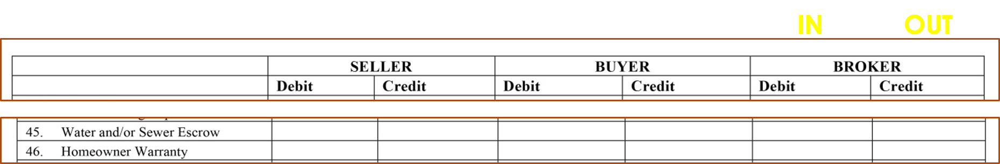 IN OUT
SELLER BUYER BROKER
Debit Credit Debit Credit Debit Credit
45. Water and/or Sewer Escrow
46. Homeowner Warranty